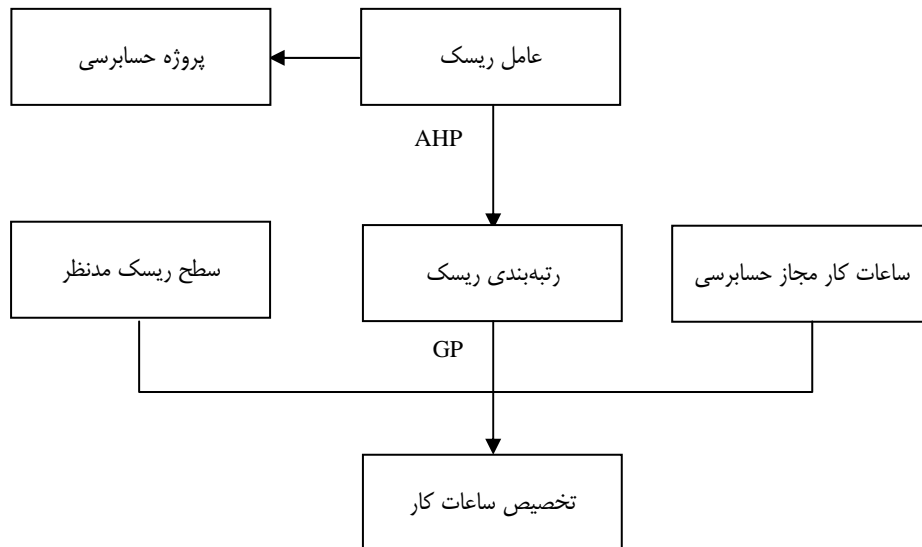 عامل ریسک
پروژه حسابرسی
AHP
ساعات کار مجاز حسابرسی
رتبه‌بندی ریسک
سطح ریسک مدنظر
GP
تخصیص ساعات کار